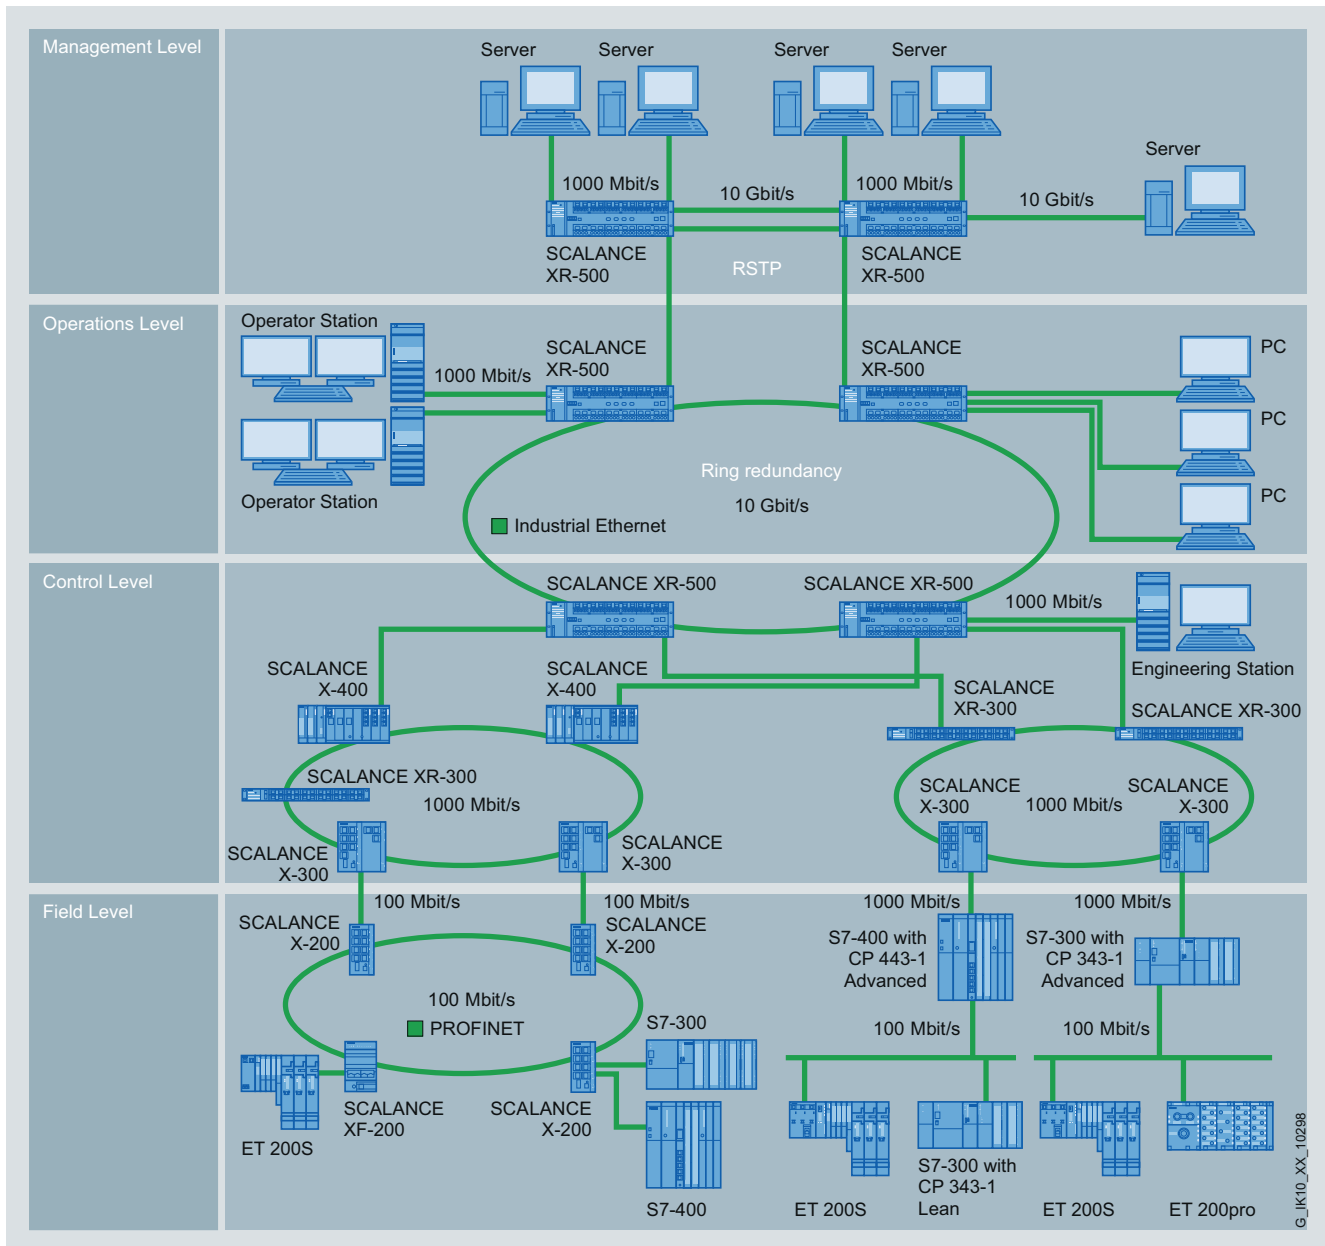 Management Level
Server
Server
Server
Server
Server
1000 Mbit/s
10 Gbit/s
1000 Mbit/s
10 Gbit/s
SCALANCE
XR-500
RSTP
SCALANCE
XR-500
Operations Level
Operator Station
1000 Mbit/s
SCALANCE
XR-500
SCALANCE
XR-500
PC
PC
PC
Operator Station
Ring redundancy
10 Gbit/s
Industrial Ethernet
Control Level
SCALANCE XR-500
SCALANCE XR-500
1000 Mbit/s
Engineering Station
SCALANCE
X-400
SCALANCE
X-400
SCALANCE
XR-300
SCALANCE XR-300
SCALANCE XR-300
1000 Mbit/s
SCALANCE
X-300
1000 Mbit/s
SCALANCE
X-300
SCALANCE
X-300
SCALANCE
X-300
Field Level
100 Mbit/s
100 Mbit/s
1000 Mbit/s
1000 Mbit/s
SCALANCE
X-200
SCALANCE
X-200
S7-400 with
CP 443-1
Advanced
S7-300 with
CP 343-1
Advanced
100 Mbit/s
PROFINET
S7-300
100 Mbit/s
100 Mbit/s
SCALANCE
XF-200
SCALANCE
X-200
ET 200S
S7-400
ET 200S
S7-300 with
CP 343-1
Lean
ET 200S
ET 200pro
G_IK10_XX_10298